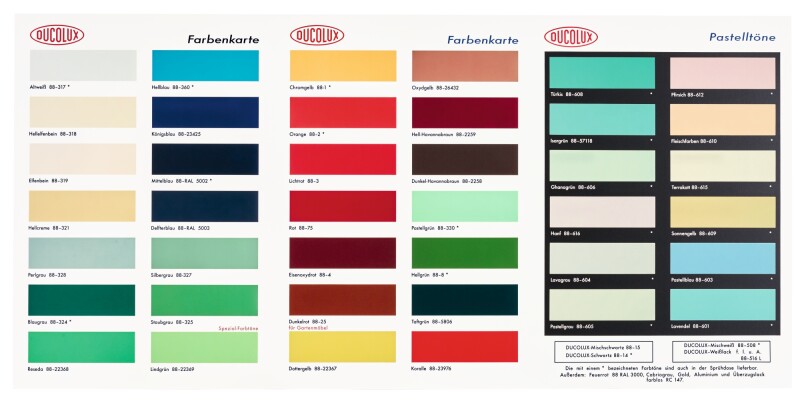 DUCOLUX
Farbenkarte
Altweiß 88-317 *
Hellblau 88-360 *
Hellelfenbein 88-318
Königsblau 88-23425
Elfenbein 88-319
Mittelblau 88-RAL 5002 *
Hellcreme 88-321
Delfterblau 88-RAL 5003
Perlgrau 88-328
Silbergrau 88-327
Blaugrau 88-324 *
Staubgrau 88-325
Spezial-Farbtöne
Reseda 88-22368
Lindgrün 88-22369
DUCOLUX
Farbenkarte
Chromgelb 88-1 *
Oxydgelb 88-26432
Orange 88-2 *
Hell-Havannabraun 88-2259
Lichtrot 88-3
Dunkel-Havannabraun 88-2258
Rot 88-75
Pastellgrün 88-330 *
Eisenoxydrot 88-4
Hellgrün 88-8 *
Dunkelrot 88-25
Tiefgrün 88-5806
für Gartenmöbel
Dottergelb 88-22367
Koralle 88-23978
DUCOLUX
Pastelltöne
Türkis 88-608 *
Pfirsich 88-612 *
Isargrün 88-57118 *
Fleischfarben 88-610 *
Ghanagrün 88-606 *
Terrakott 88-615 *
Hanf 88-616 *
Sonnengelb 88-609 *
Lavagrau 88-604 *
Pastellblau 88-603 *
Pastellgrau 88-605 *
Lavendel 88-601 *
DUCOLUX-Mischschwarz 88-15
DUCOLUX-Schwarz 88-14 *
DUCOLUX-Mischweiß 88-508 *
DUCOLUX-Weißlack f. I. u. A.
88-516 L
Die mit einem * bezeichneten Farbtöne sind auch in der Sprühdose lieferbar.
Außerdem: Feuerrot 88 RAL 3000, Cabriograu, Gold, Aluminium und Überzugslack
farblos RC 147.